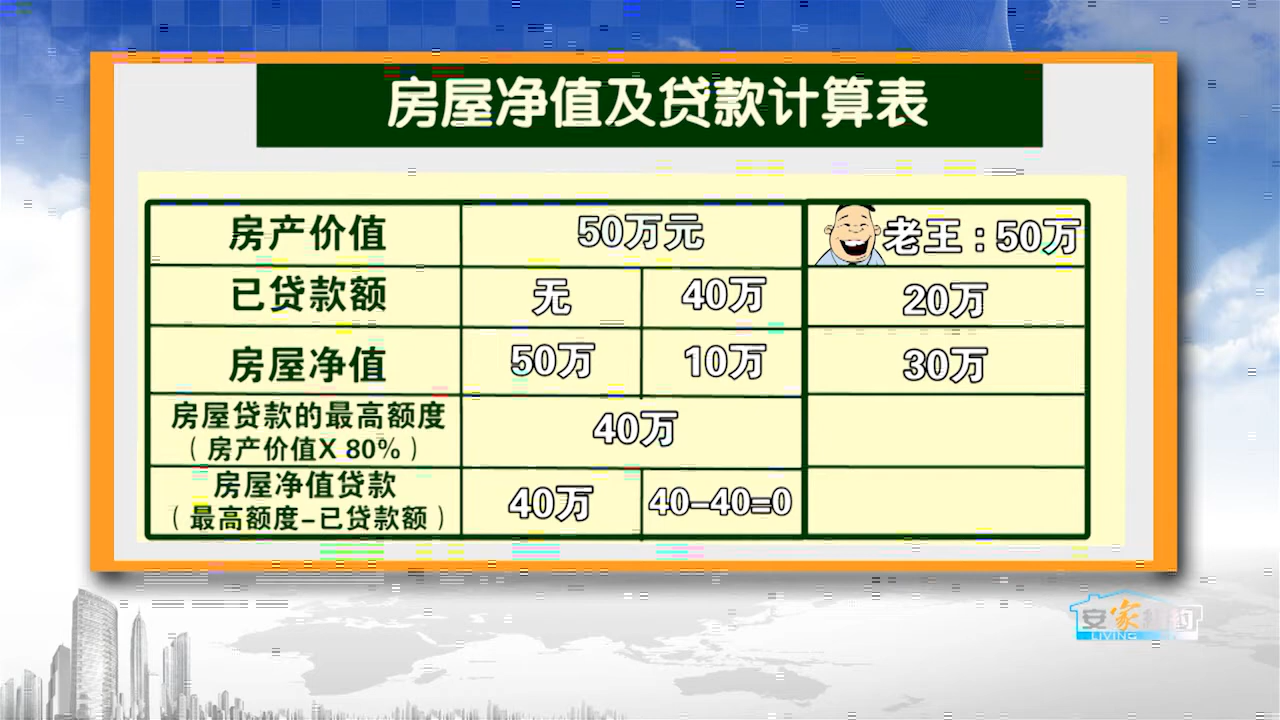 房屋净值及贷款计算表
房产价值 50万元 老王：50万
已贷款额 无 40万 20万
房屋净值 50万 10万 30万
房屋贷款的最高额度
（房产价值X 80%） 40万
房屋净值贷款
（最高额度-已贷款额） 40万 40-40=0
安家
LIVING